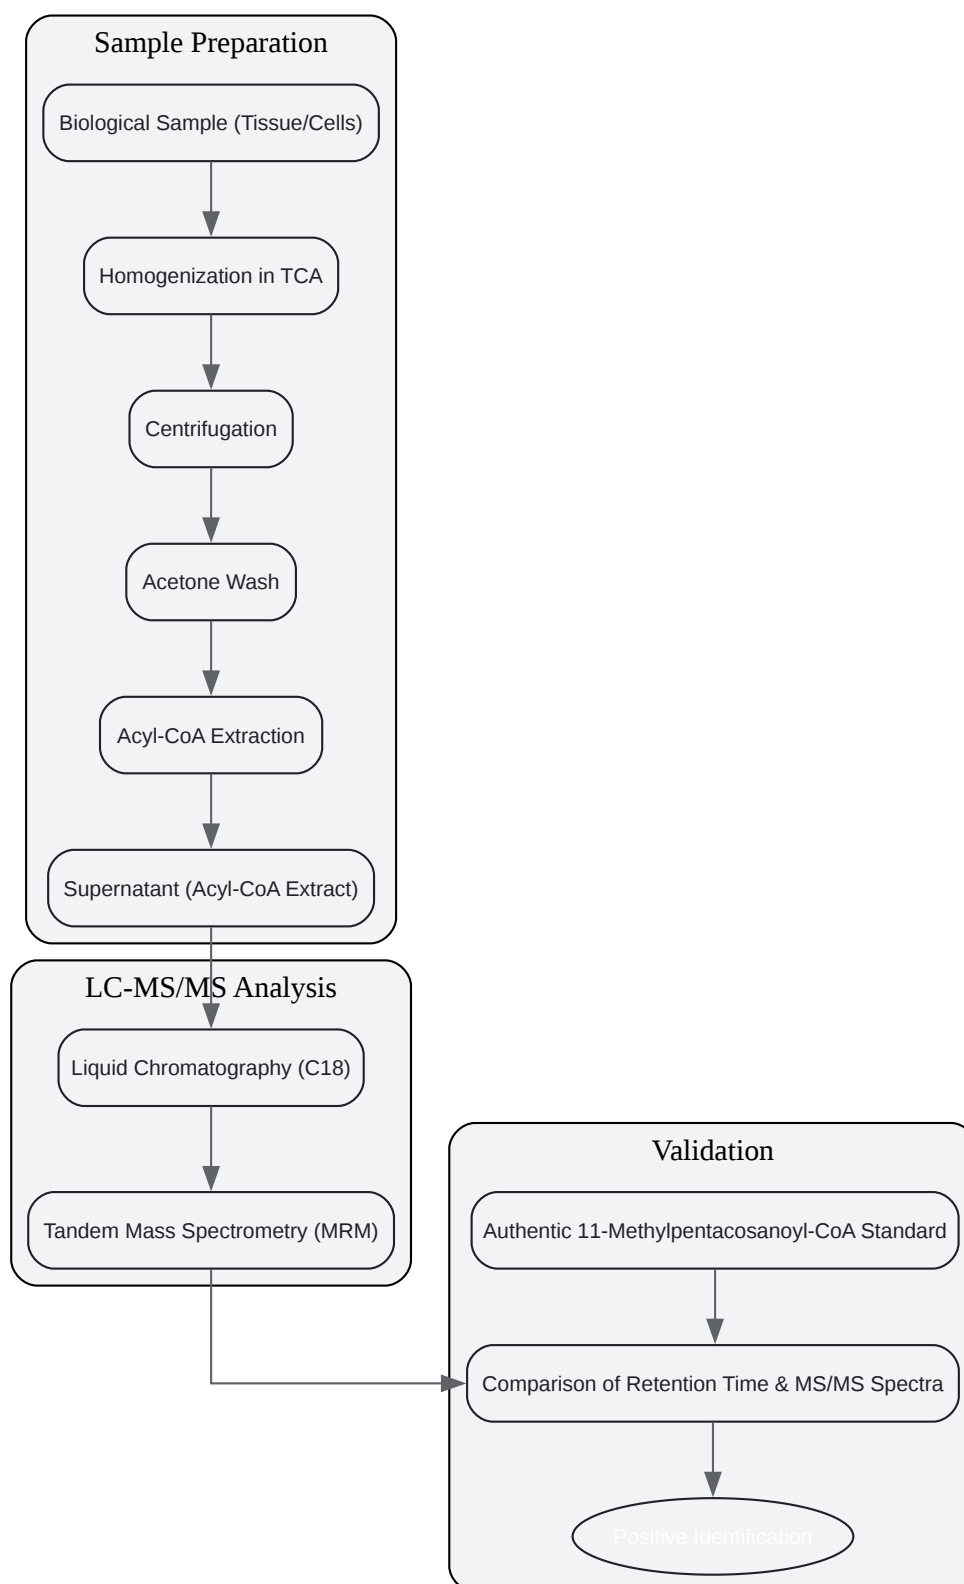 Sample Preparation
Biological Sample (Tissue/Cells)
Homogenization in TCA
Centrifugation
Acetone Wash
Acyl-CoA Extraction
Supernatant (Acyl-CoA Extract)
LC-MS/MS Analysis
Liquid Chromatography (C18)
Tandem Mass Spectrometry (MRM)
Validation
Authentic 11-Methylpentacosanoyl-CoA Standard
Comparison of Retention Time & MS/MS Spectra
Positive Identification